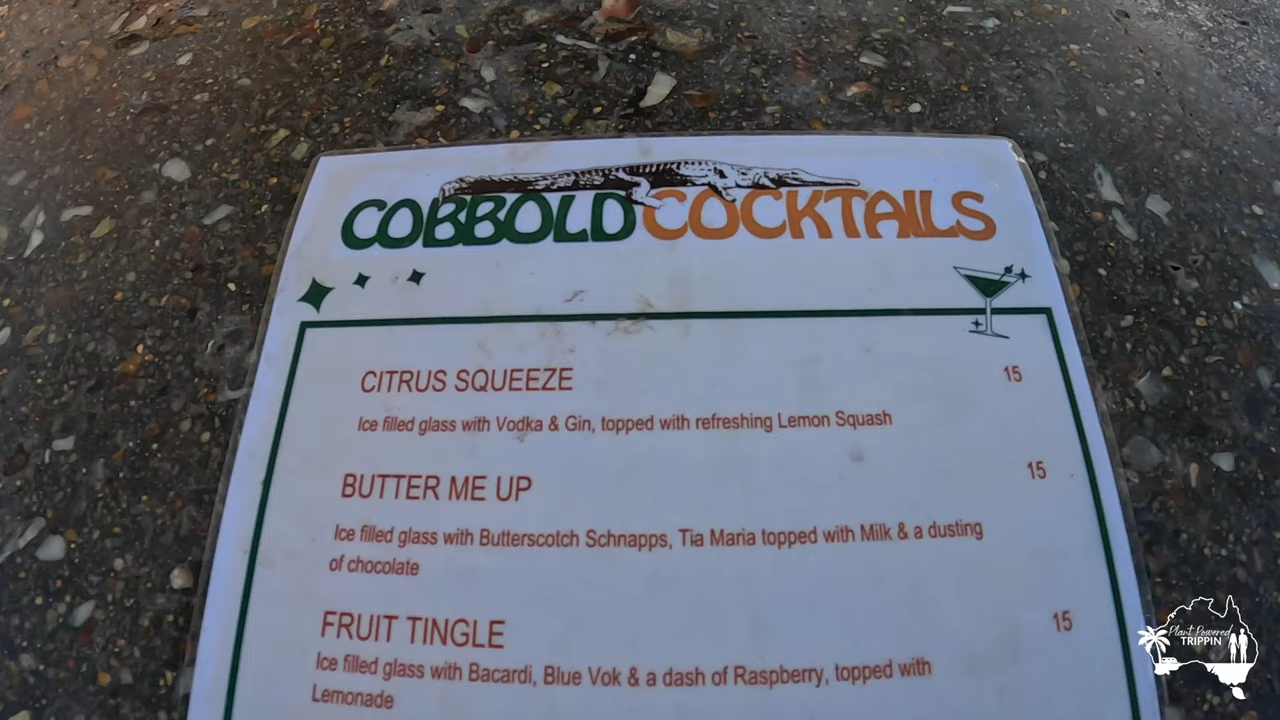 COBBOLD COCKTAILS
CITRUS SQUEEZE 15
Ice filled glass with Vodka & Gin, topped with refreshing Lemon Squash
BUTTER ME UP 15
Ice filled glass with Butterscotch Schnapps, Tia Maria topped with Milk & a dusting
of chocolate
FRUIT TINGLE 15
Ice filled glass with Bacardi, Blue Vok & a dash of Raspberry, topped with
Lemonade
Plant Powered
TRIPPIN